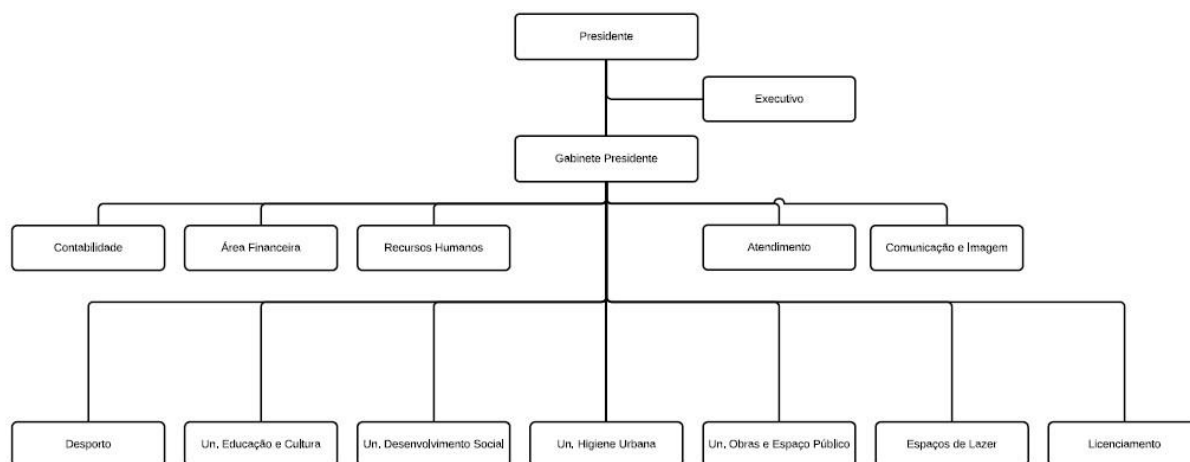 Presidente
Executivo
Gabinete Presidente
Contabilidade
Área Financeira
Recursos Humanos
Atendimento
Comunicação e Imagem
Desporto
Un. Educação e Cultura
Un. Desenvolvimento Social
Un. Higiene Urbana
Un. Obras e Espaço Público
Espaços de Lazer
Licenciamento